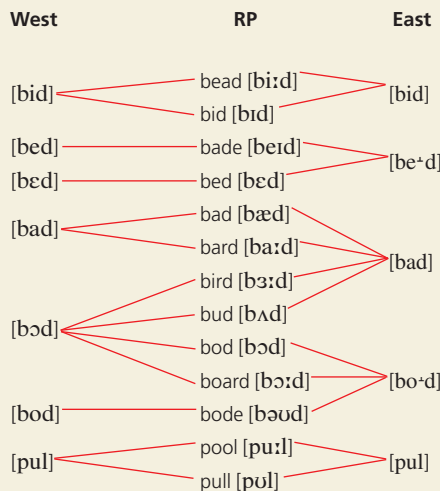 West RP East
bead [biːd]
[bid] [bid]
bid [bɪd]
[bed] bade [beɪd]
[be˔d]
[bɛd] bed [bɛd]
bad [bæd]
[bad]
bard [baːd]
[bad]
bird [bɜːd]
[bɔd] bud [bʌd]
bod [bɔd]
board [bɔːd] [bo˔d]
[bod] bode [bəʊd]
pool [puːl]
[pul] [pul]
pull [pʊl]